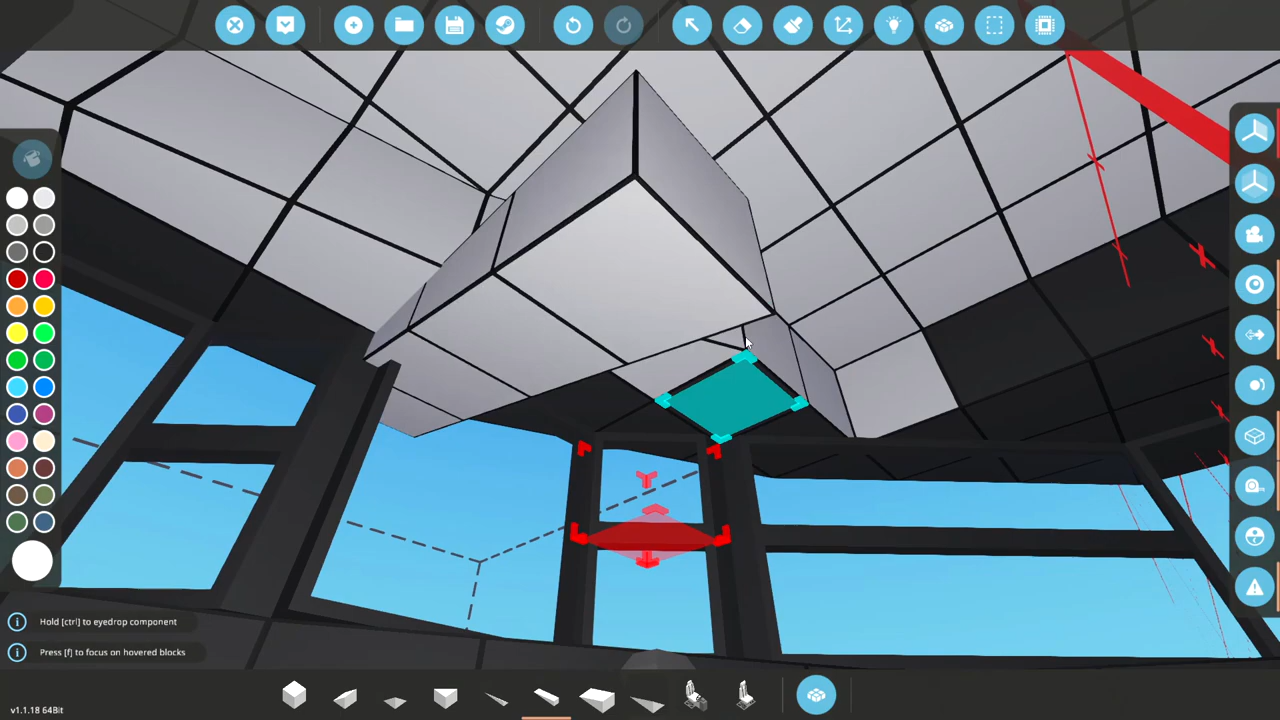 Hold [ctrl] to eyedrop component
Press [f] to focus on hovered blocks
v1.1.18 64Bit